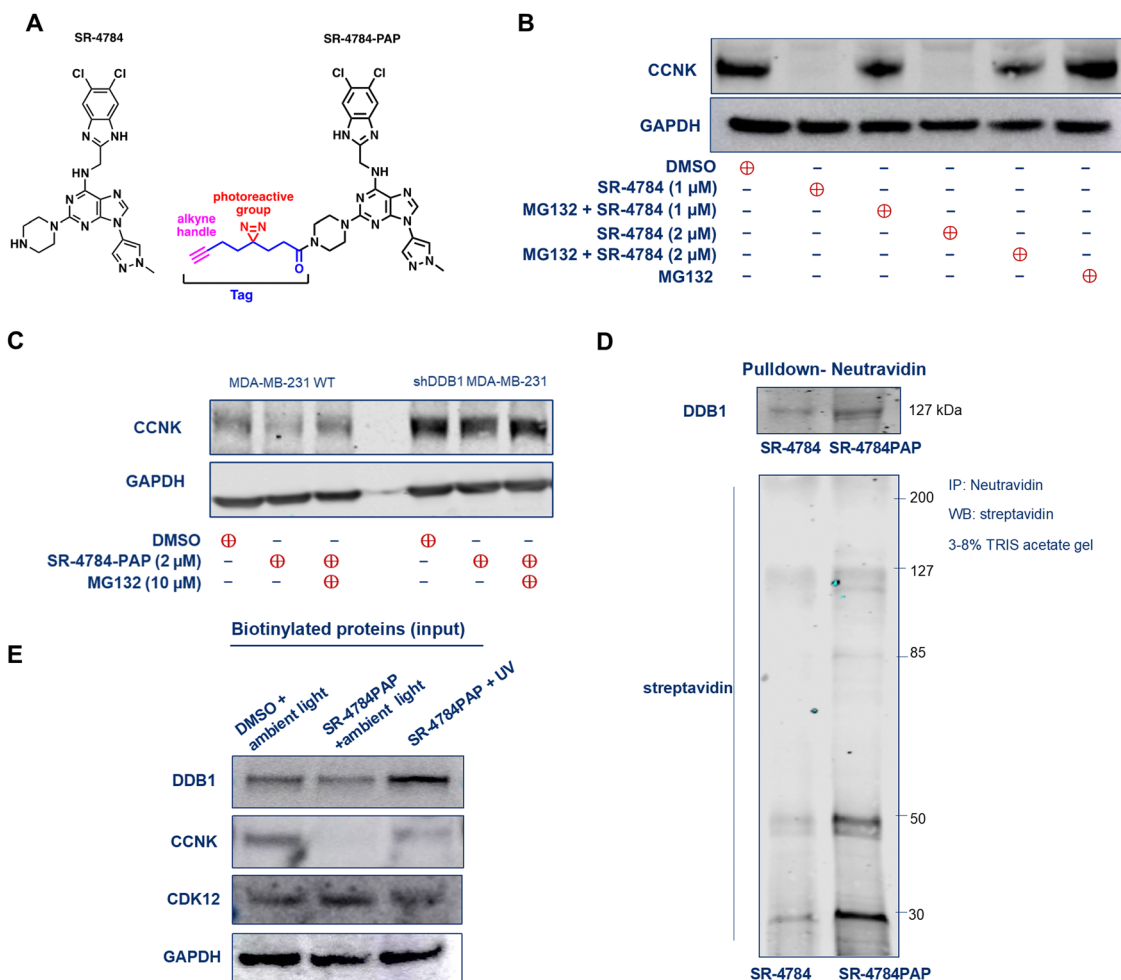 A
SR-4784
SR-4784-PAP
Cl Cl
Cl Cl
N NH
HN N
HN
NH
N N
N N
N N N
N N N
HN
N
N-N
N-N
alkyne
handle
photoreactive
group
N=N
O
Tag
B
CCNK
GAPDH
DMSO – – – – –
SR-4784 (1 µM) – – – – –
MG132 + SR-4784 (1 µM) – – – – –
SR-4784 (2 µM) – – – – –
MG132 + SR-4784 (2 µM) – – – – –
MG132 – – – – –
C
MDA-MB-231 WT shDDB1 MDA-MB-231
CCNK
GAPDH
DMSO – – – –
SR-4784-PAP (2 µM) – –
MG132 (10 µM) – – – –
D
Pulldown- Neutravidin
DDB1 127 kDa
SR-4784 SR-4784PAP
IP: Neutravidin
WB: streptavidin
3-8% TRIS acetate gel
200
127
85
streptavidin
50
30
SR-4784 SR-4784PAP
Biotinylated proteins (input)
E
DMSO +
ambient light
SR-4784PAP
+ambient light
SR-4784PAP + UV
DDB1
CCNK
CDK12
GAPDH